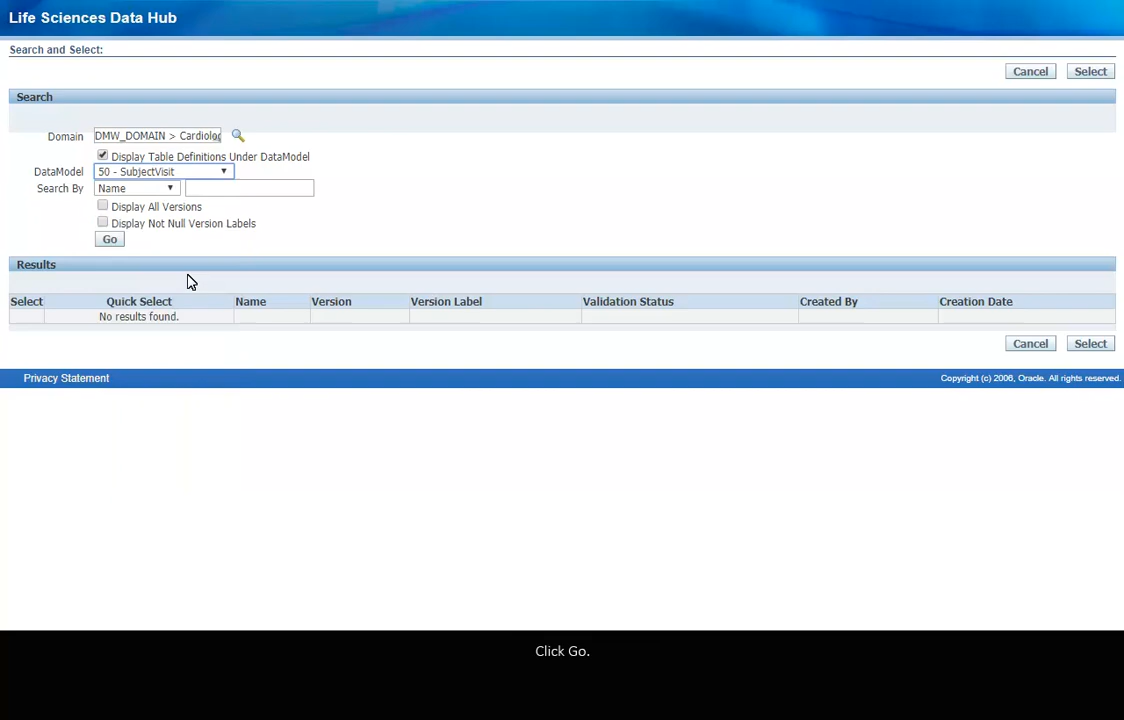 Life Sciences Data Hub
Search and Select:
Cancel Select
Search
Domain DMW_DOMAIN > Cardiolog
Display Table Definitions Under DataModel
DataModel 50 - SubjectVisit
Search By Name
Display All Versions
Display Not Null Version Labels
Go
Results
Select Quick Select Name Version Version Label Validation Status Created By Creation Date
No results found.
Cancel Select
Privacy Statement Copyright (c) 2006, Oracle. All rights reserved.
Click Go.